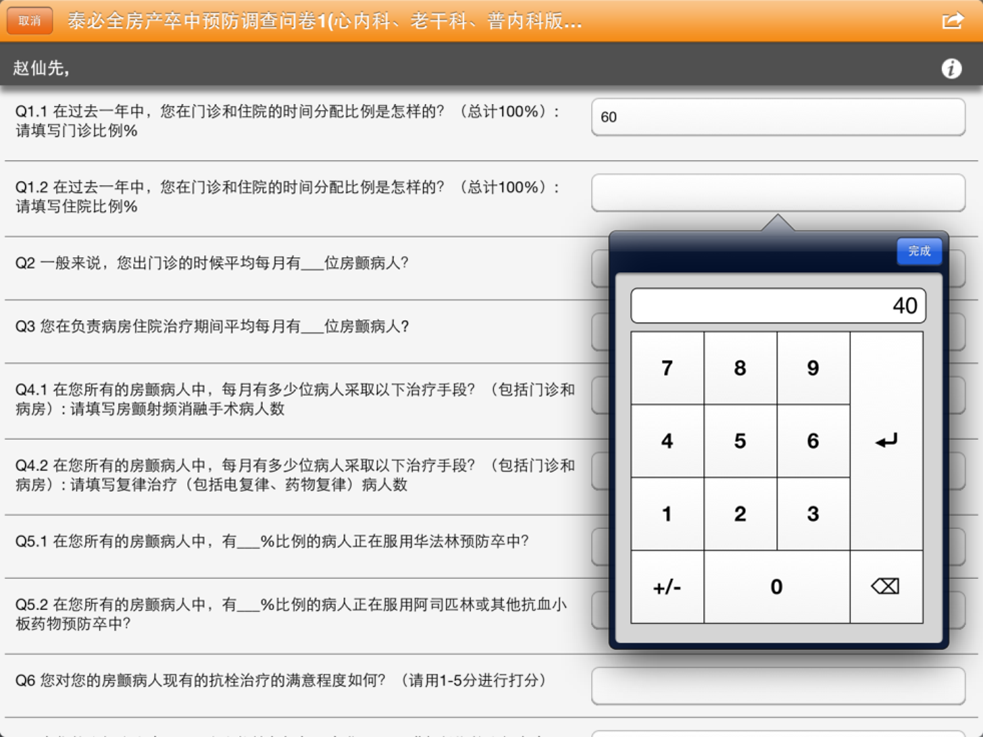 取消
泰必全房产卒中预防调查问卷1(心内科、老干科、普内科版...
赵仙先,
Q1.1 在过去一年中，您在门诊和住院的时间分配比例是怎样的？（总计100%）：
请填写门诊比例%
60
Q1.2 在过去一年中，您在门诊和住院的时间分配比例是怎样的？（总计100%）：
请填写住院比例%
Q2 一般来说，您出门诊的时候平均每月有___位房颤病人？
Q3 您在负责病房住院治疗期间平均每月有___位房颤病人?
Q4.1 在您所有的房颤病人中，每月有多少位病人采取以下治疗手段？（包括门诊和
病房）: 请填写房颤射频消融手术病人数
Q4.2 在您所有的房颤病人中，每月有多少位病人采取以下治疗手段？（包括门诊和
病房）: 请填写复律治疗（包括电复律、药物复律）病人数
Q5.1 在您所有的房颤病人中，有___%比例的病人正在服用华法林预防卒中？
Q5.2 在您所有的房颤病人中，有___%比例的病人正在服用阿司匹林或其他抗血小
板药物预防卒中?
Q6 您对您的房颤病人现有的抗栓治疗的满意程度如何？（请用1-5分进行打分）
完成
40
7 8 9
4 5 6
1 2 3
+/- 0